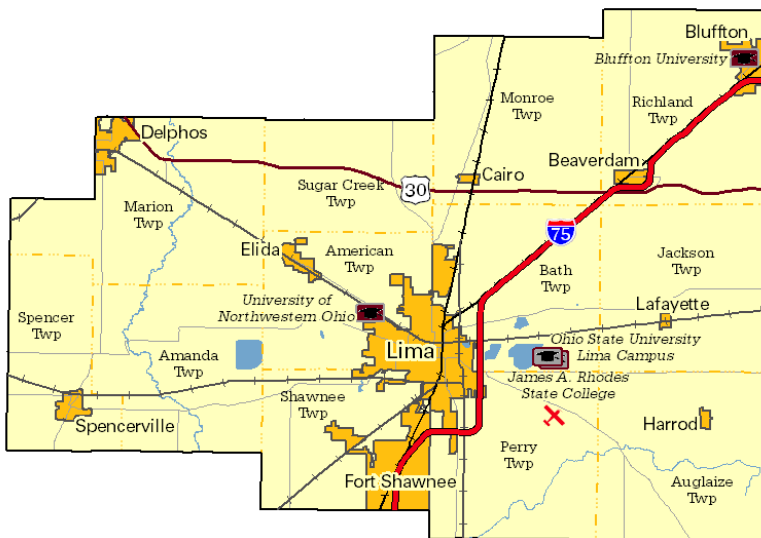 Bluffton
Bluffton University
Monroe
Twp
Richland
Twp
Delphos
Beaverdam
Cairo
30
Sugar Creek
Twp
Marion
Twp
75
Elida
American
Twp
Bath
Twp
Jackson
Twp
University of
Northwestern Ohio
Lafayette
Spencer
Twp
Ohio State University
Lima Campus
Lima
Amanda
Twp
James A. Rhodes
State College
Shawnee
Twp
Spencerville
Harrod
Perry
Twp
Fort Shawnee
Auglaize
Twp